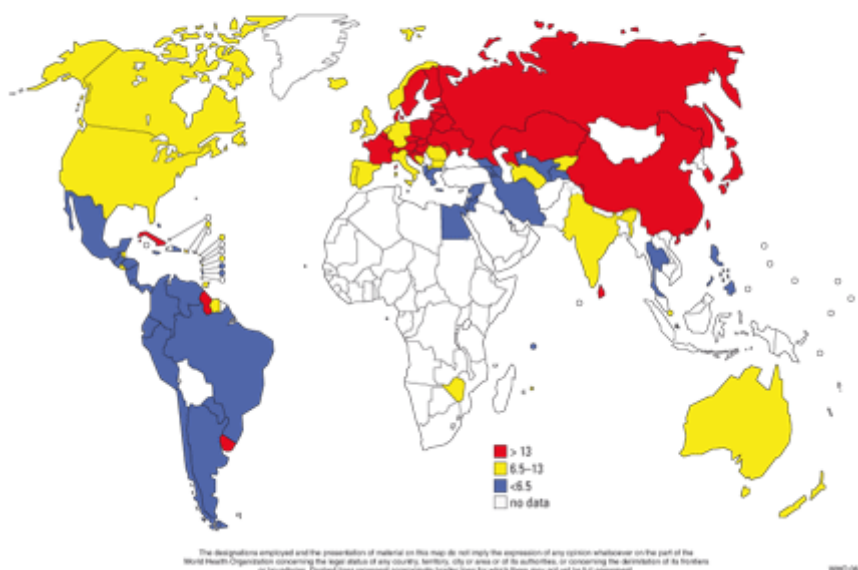 > 13
6.5–13
<6.5
no data
The designations employed and the presentation of material on this map do not imply the expression of any opinion whatsoever on the part of the
World Health Organization concerning the legal status of any country, territory, city or area or of its authorities, or concerning the delimitation of its frontiers